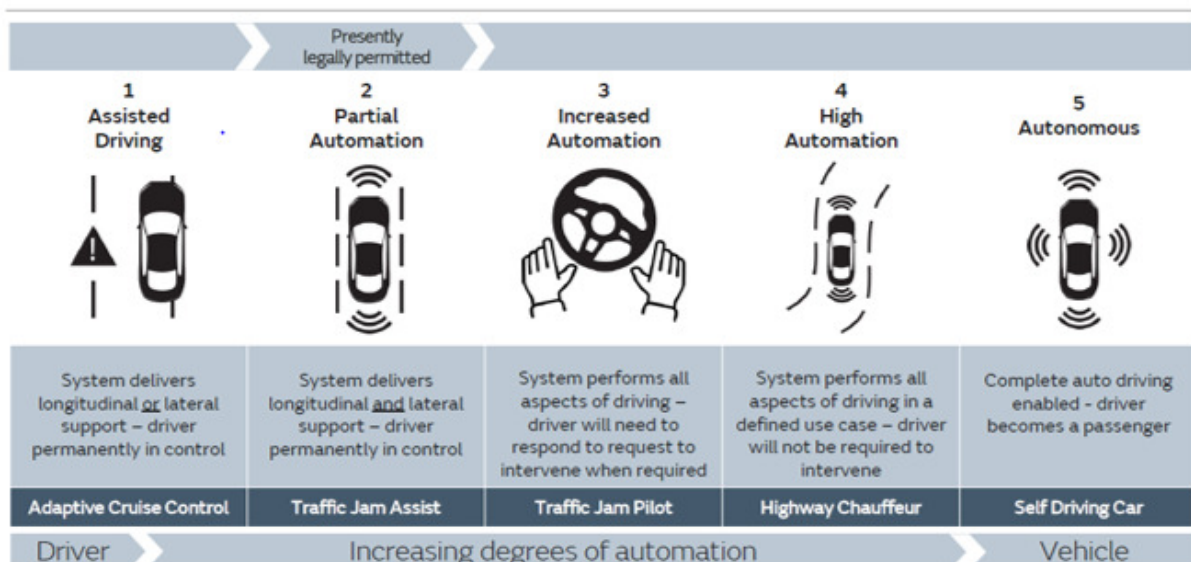 Presently
legally permitted
1
Assisted
Driving
2
Partial
Automation
3
Increased
Automation
4
High
Automation
5
Autonomous
System delivers
longitudinal or lateral
support – driver
permanently in control
System delivers
longitudinal and lateral
support – driver
permanently in control
System performs all
aspects of driving –
driver will need to
respond to request to
intervene when required
System performs all
aspects of driving in a
defined use case – driver
will not be required to
intervene
Complete auto driving
enabled - driver
becomes a passenger
Adaptive Cruise Control
Traffic Jam Assist
Traffic Jam Pilot
Highway Chauffeur
Self Driving Car
Driver
Increasing degrees of automation
Vehicle